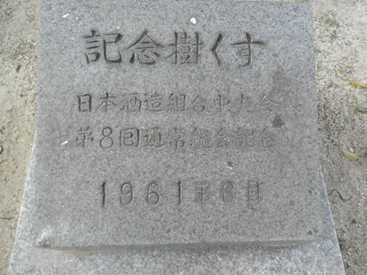 記念樹くす
日本酒造組合中央会
第8回通常総会記念
1961年6月